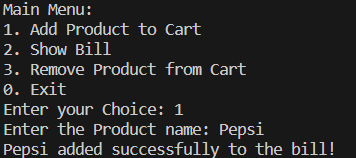 Main Menu:
1. Add Product to Cart
2. Show Bill
3. Remove Product from Cart
0. Exit
Enter your Choice: 1
Enter the Product name: Pepsi
Pepsi added successfully to the bill!